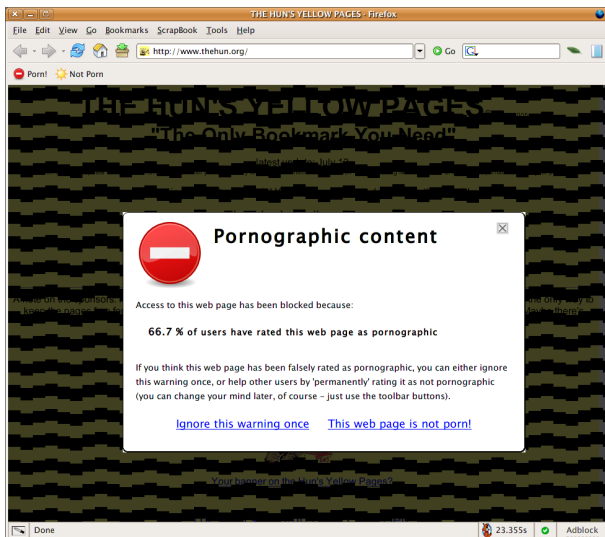 THE HUN'S YELLOW PAGES - Firefox
File Edit View Go Bookmarks ScrapBook Tools Help
http://www.thehun.org/ Go G
Porn! Not Porn
THE HUN'S YELLOW PAGES
"The Only Bookmark You Need"
latest update: July 12
Pornographic content
Access to this web page has been blocked because:
66.7 % of users have rated this web page as pornographic
If you think this web page has been falsely rated as pornographic, you can either ignore
this warning once, or help other users by 'permanently' rating it as not pornographic
(you can change your mind later, of course – just use the toolbar buttons).
Ignore this warning once This web page is not porn!
Your banner on the Hun's Yellow Pages?
Done 23.355s Adblock